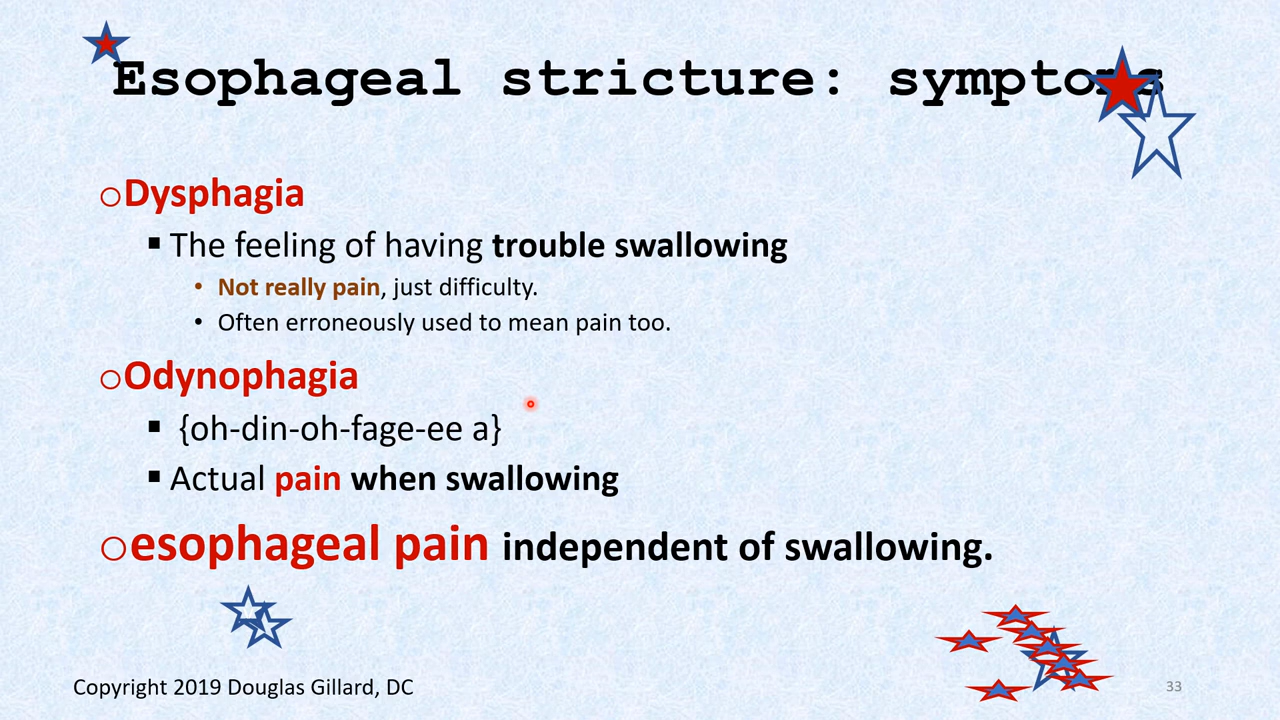 Esophageal stricture: symptoms
Dysphagia
The feeling of having trouble swallowing
Not really pain, just difficulty.
Often erroneously used to mean pain too.
Odynophagia
{oh-din-oh-fage-ee a}
Actual pain when swallowing
esophageal pain independent of swallowing.
Copyright 2019 Douglas Gillard, DC
33